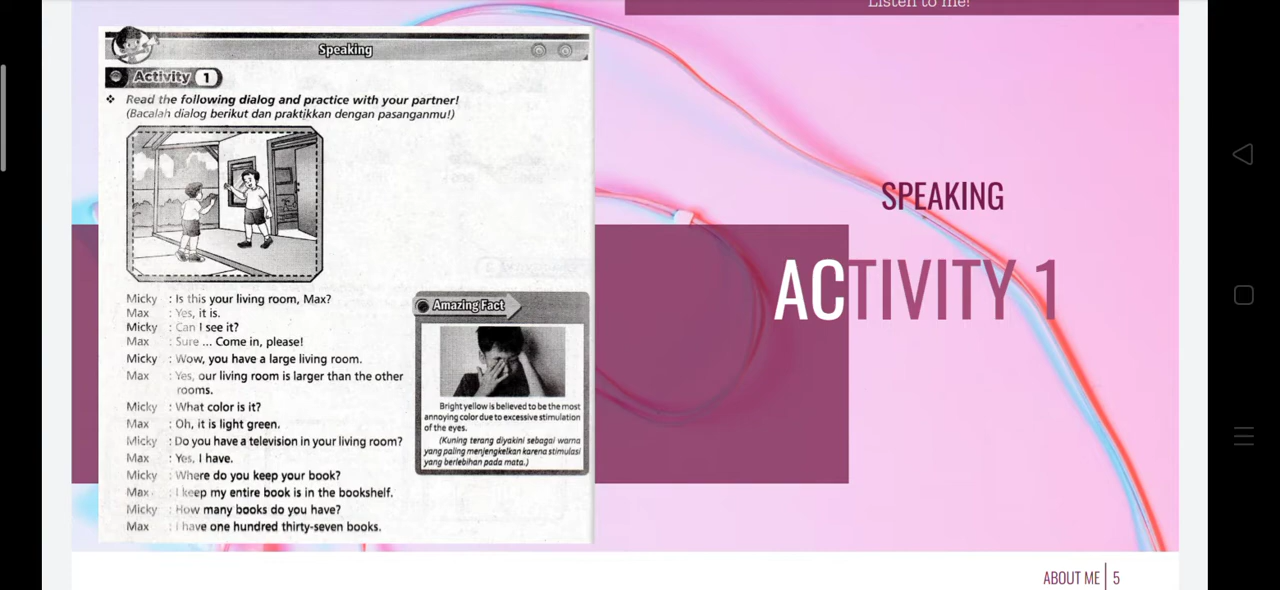 Listen to me!
Speaking
Activity 1
❖ Read the following dialog and practice with your partner!
(Bacalah dialog berikut dan praktikkan dengan pasanganmu!)
Micky : Is this your living room, Max?
Max : Yes, it is.
Micky : Can I see it?
Max : Sure ... Come in, please!
Micky : Wow, you have a large living room.
Max : Yes, our living room is larger than the other
rooms.
Micky : What color is it?
Max : Oh, it is light green.
Micky : Do you have a television in your living room?
Max : Yes, I have.
Micky : Where do you keep your book?
Max : I keep my entire book is in the bookshelf.
Micky : How many books do you have?
Max : I have one hundred thirty-seven books.
Amazing Fact
Bright yellow is believed to be the most
annoying color due to excessive stimulation
of the eyes.
(Kuning terang diyakini sebagai warna
yang paling menjengkelkan karena stimulasi
yang berlebihan pada mata.)
SPEAKING
ACTIVITY 1
ABOUT ME | 5